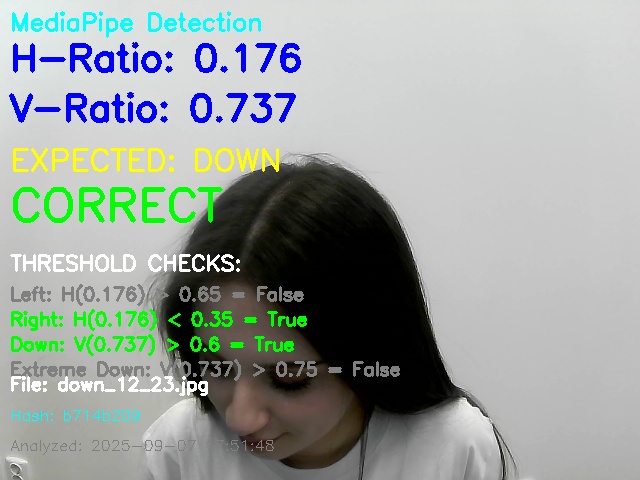 MediaPipe Detection
H-Ratio: 0.176
V-Ratio: 0.737
EXPECTED: DOWN
CORRECT
THRESHOLD CHECKS:
Left: H(0.176) > 0.65 = False
Right: H(0.176) < 0.35 = True
Down: V(0.737) > 0.6 = True
Extreme Down: V(0.737) > 0.75 = False
File: down_12_23.jpg
Hash:
Analyzed: 2025-09-07